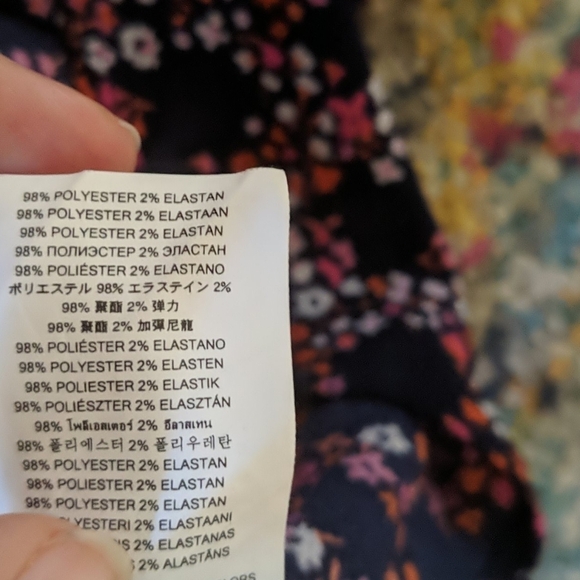 98% POLYESTER 2% ELASTAN
98% POLYESTER 2% ELASTAAN
98% POLYESTER 2% ELASTAN
98% ПОЛИЭСТЕР 2% ЭЛАСТАН
98% POLIÉSTER 2% ELASTANO
ポリエステル 98% エラステイン 2%
98% 聚酯 2% 弹力
98% 聚酯 2% 加彈尼龍
98% POLIÉSTER 2% ELASTANO
98% POLYESTER 2% ELASTEN
98% POLIESTER 2% ELASTIK
98% POLIÉSZTER 2% ELASZTÁN
98% โพลีเอสเตอร์ 2% อีลาสเทน
98% 폴리에스터 2% 폴리우레탄
98% POLYESTER 2% ELASTAN
98% POLIESTER 2% ELASTAN
98% POLYESTER 2% ELASTAN
YESTERI 2% ELASTAANI
2% ELASTANAS
2% ALASTĀNS